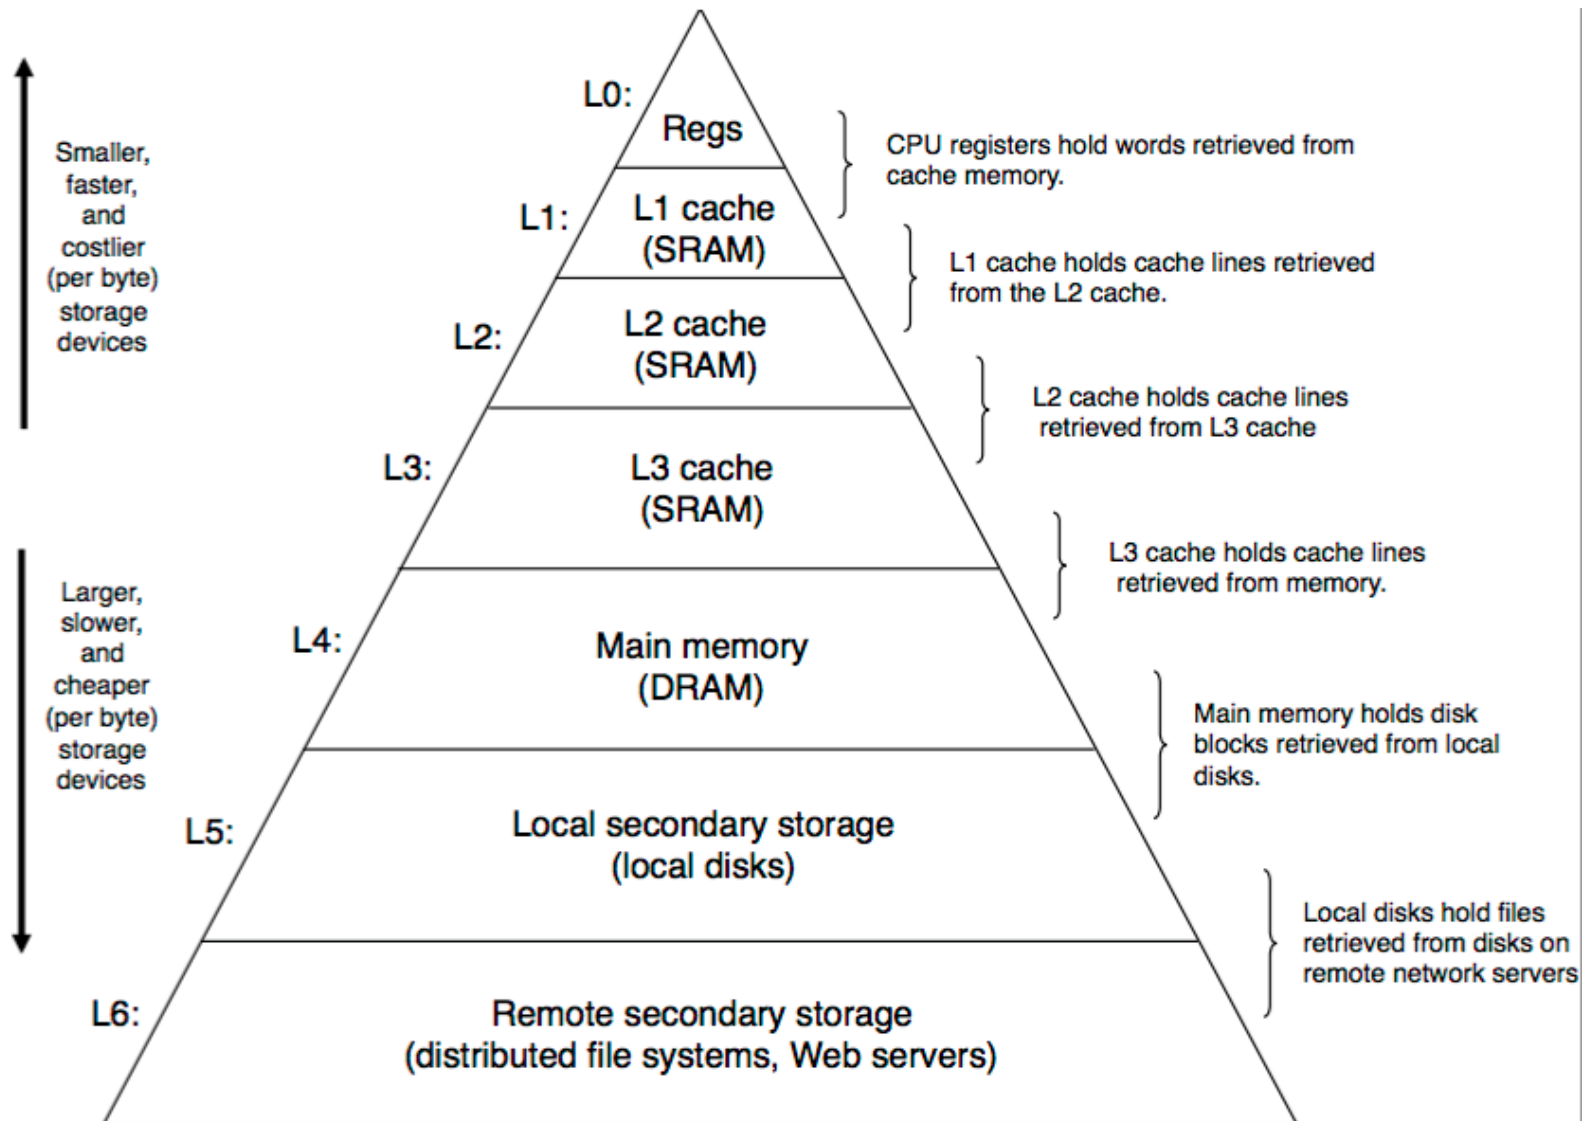 L0:
Regs
CPU registers hold words retrieved from
cache memory.
Smaller,
faster,
and
costlier
(per byte)
storage
devices
L1:
L1 cache
(SRAM)
L1 cache holds cache lines retrieved
from the L2 cache.
L2:
L2 cache
(SRAM)
L2 cache holds cache lines
retrieved from L3 cache
L3:
L3 cache
(SRAM)
L3 cache holds cache lines
retrieved from memory.
Larger,
slower,
and
cheaper
(per byte)
storage
devices
L4:
Main memory
(DRAM)
Main memory holds disk
blocks retrieved from local
disks.
L5:
Local secondary storage
(local disks)
Local disks hold files
retrieved from disks on
remote network servers
L6:
Remote secondary storage
(distributed file systems, Web servers)